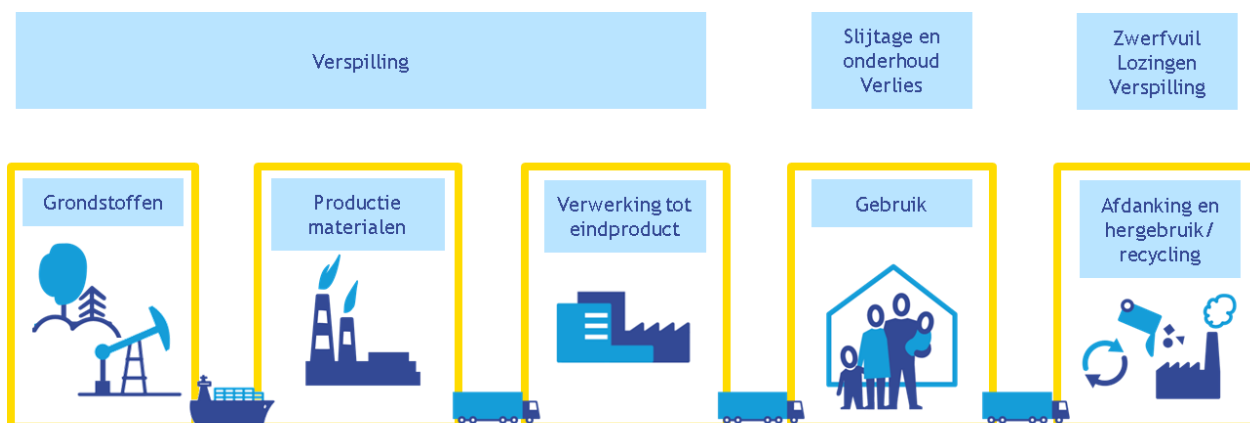 Verspilling
Slijtage en
onderhoud
Verlies
Zwerfvuil
Lozingen
Verspilling
Grondstoffen
Productie
materialen
Verwerking tot
eindproduct
Gebruik
Afdanking en
hergebruik/
recycling